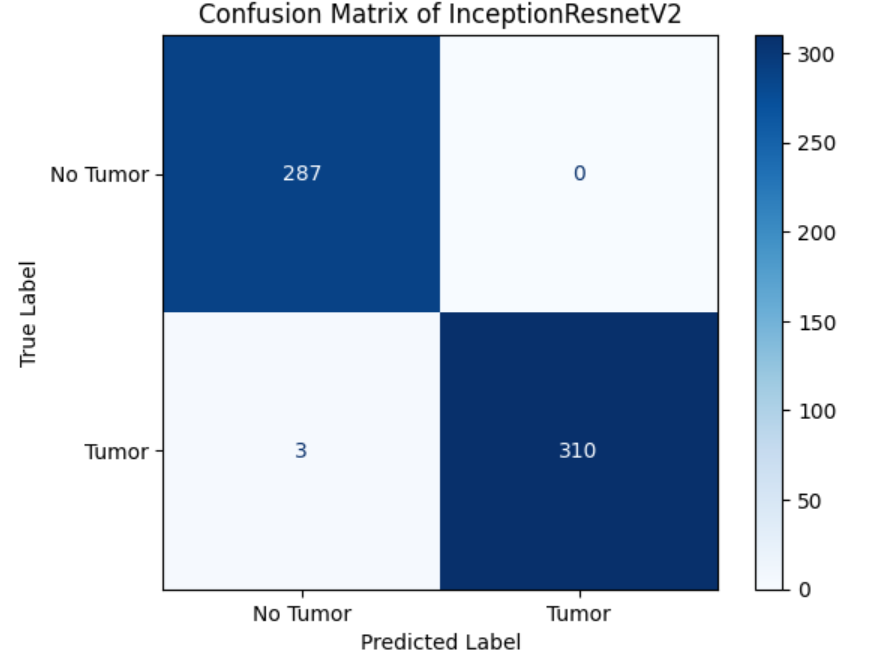 Confusion Matrix of InceptionResnetV2
300
250
200
150
100
50
0
True Label
No Tumor
287
0
Tumor
3
310
No Tumor
Tumor
Predicted Label